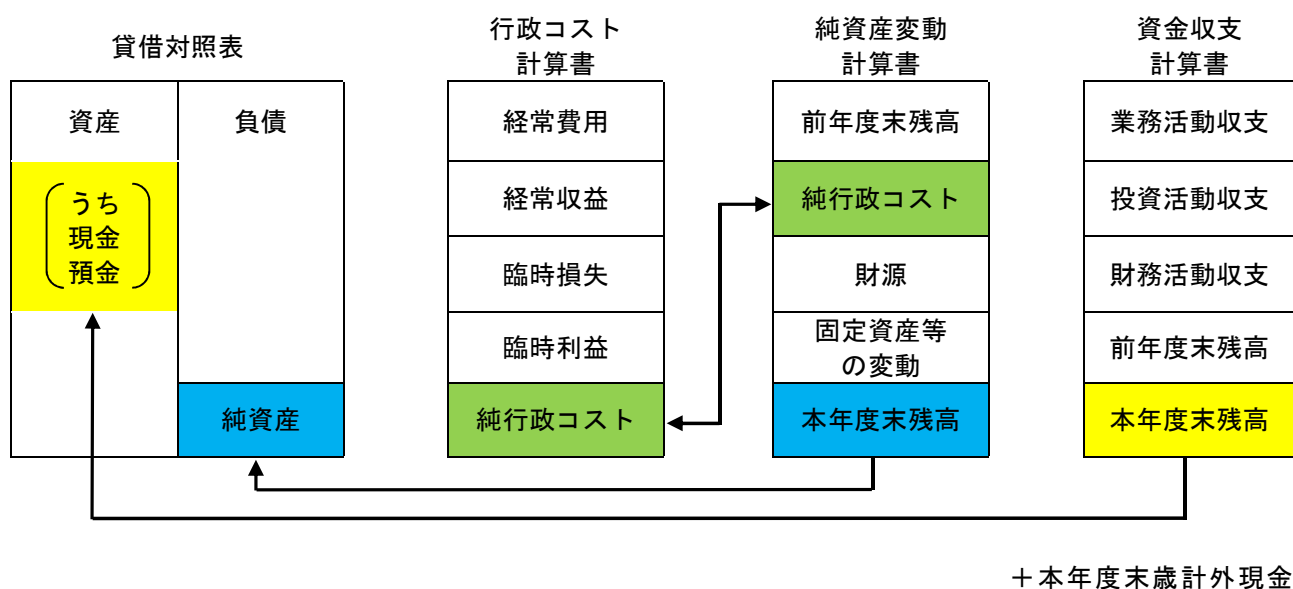 貸借対照表
資産
負債
うち
現金
預金
純資産
行政コスト
計算書
経常費用
経常収益
臨時損失
臨時利益
純行政コスト
純資産変動
計算書
前年度末残高
純行政コスト
財源
固定資産等
の変動
本年度末残高
資金収支
計算書
業務活動収支
投資活動収支
財務活動収支
前年度末残高
本年度末残高
＋本年度末歳計外現金